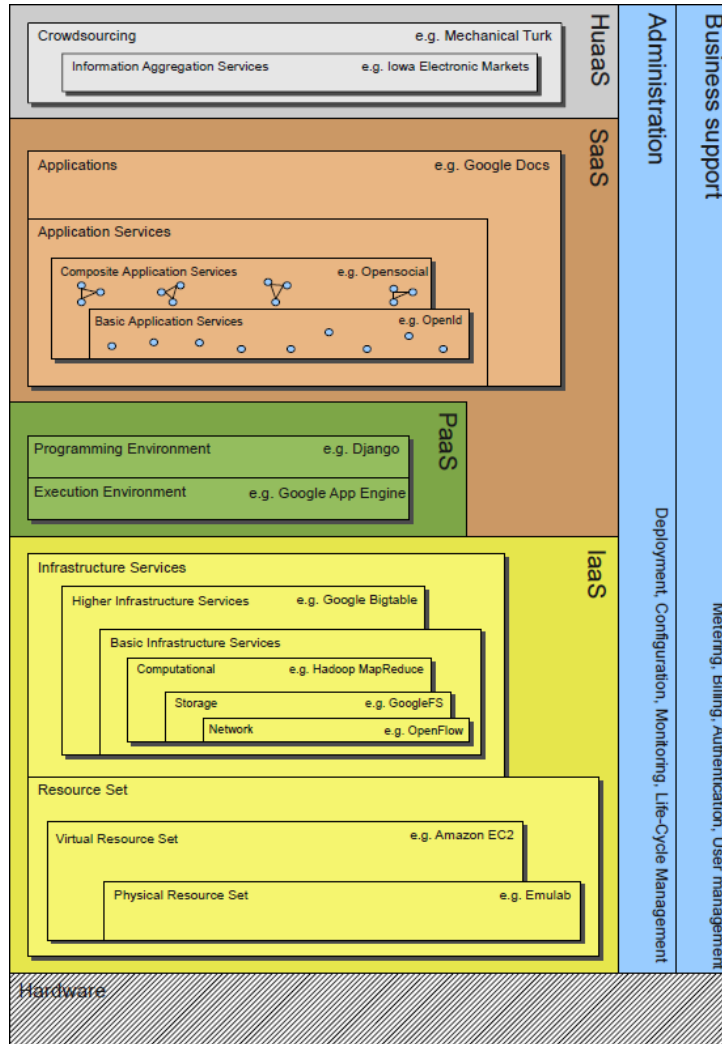 Crowdsourcing e.g. Mechanical Turk
Information Aggregation Services e.g. Iowa Electronic Markets
HuaaS
Applications e.g. Google Docs
Application Services
Composite Application Services e.g. Opensocial
Basic Application Services e.g. OpenId
SaaS
Programming Environment e.g. Django
Execution Environment e.g. Google App Engine
PaaS
Infrastructure Services
Higher Infrastructure Services e.g. Google Bigtable
Basic Infrastructure Services
Computational e.g. Hadoop MapReduce
Storage e.g. GoogleFS
Network e.g. OpenFlow
Resource Set
Virtual Resource Set e.g. Amazon EC2
Physical Resource Set e.g. Emulab
IaaS
Administration
Deployment, Configuration, Monitoring, Life-Cycle Management
Business support
Metering, Billing, Authentication, User management
Hardware